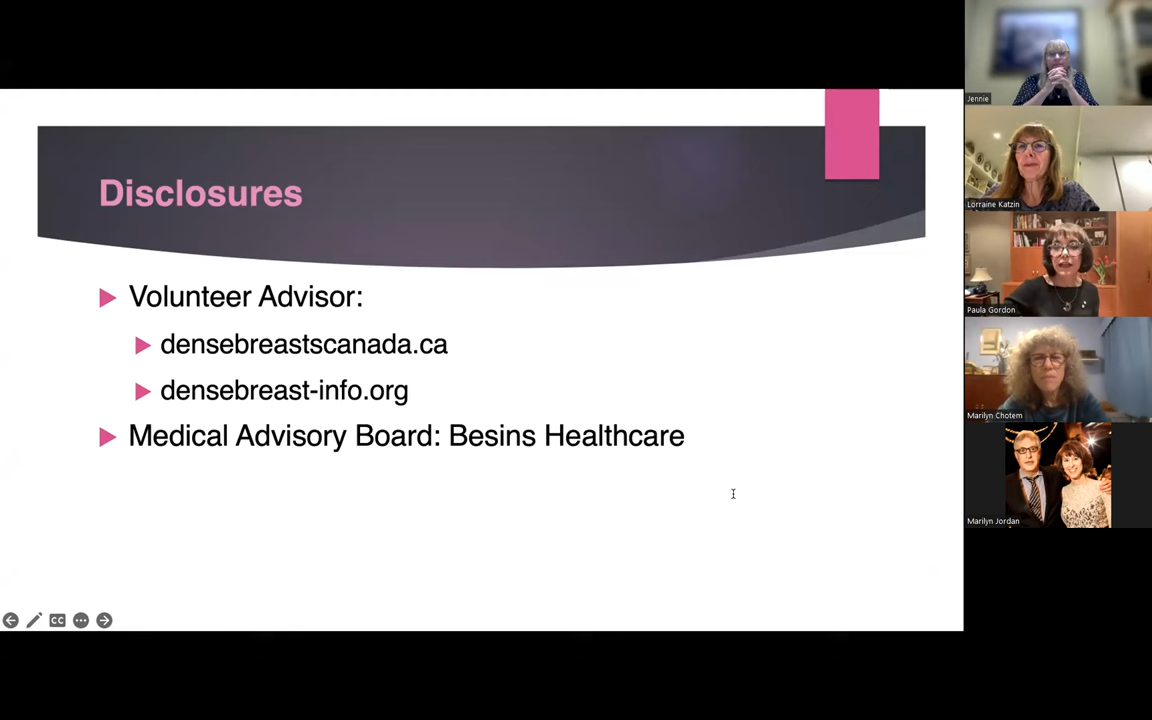 Disclosures
Volunteer Advisor:
densebreastscanada.ca
densebreast-info.org
Medical Advisory Board: Besins Healthcare
CC
Jennie
Lorraine Katzin
Paula Gordon
Marilyn Chotem
Marilyn Jordan